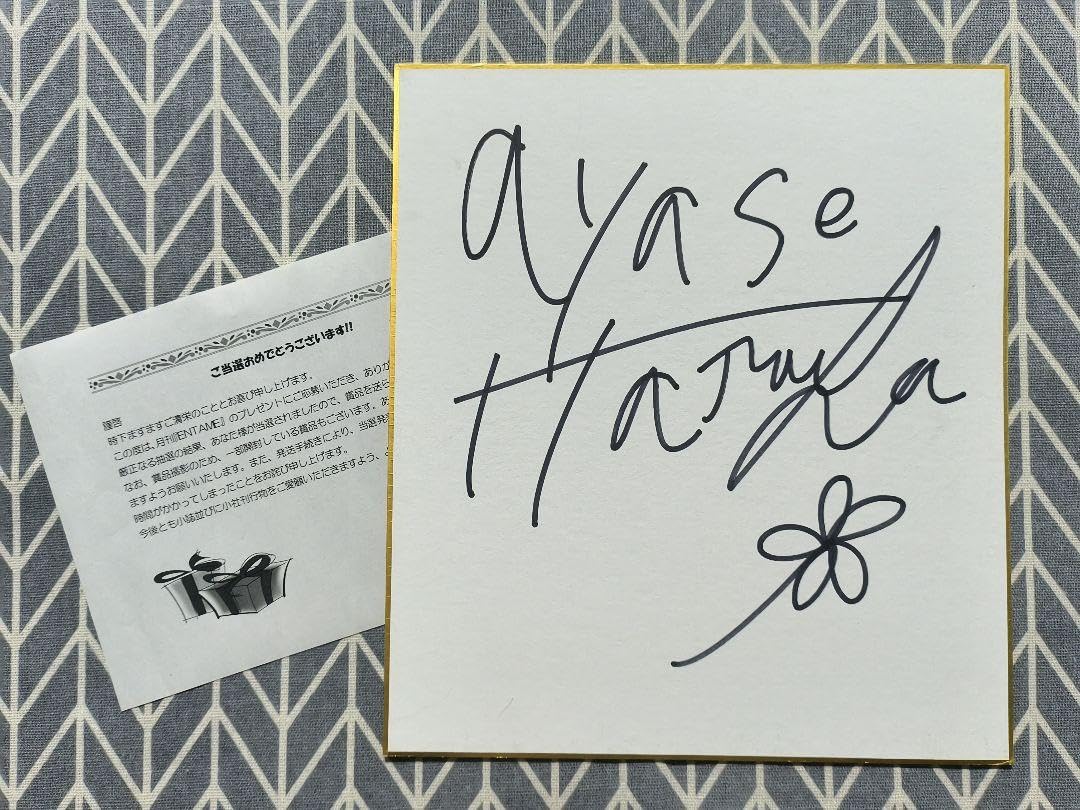 ご当選おめでとうございます!!
謹啓
時下ますますご清栄のこととお慶び申し上げます。
この度は、月刊『ENTAME』のプレゼントにご応募いただき、ありが
厳正なる抽選の結果、あなた様が当選されましたので、賞品を送ら
なお、賞品撮影のため、一部開封している賞品もございます。あ
ますようお願いいたします。また、発送手続きにより、当選発
時間がかかってしまったことをお詫び申し上げます。
今後とも小誌並びに小社刊行物をご愛顧いただきますよう、よ
ayase
Haruka